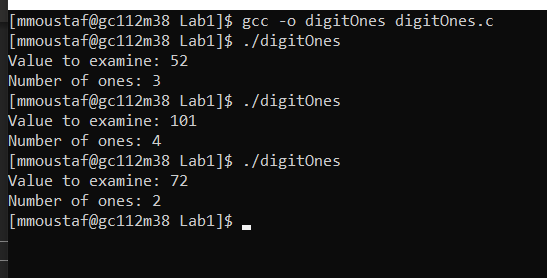 [mmoustaf@gc112m38 Lab1]$ gcc -o digitOnes digitOnes.c
[mmoustaf@gc112m38 Lab1]$ ./digitOnes
Value to examine: 52
Number of ones: 3
[mmoustaf@gc112m38 Lab1]$ ./digitOnes
Value to examine: 101
Number of ones: 4
[mmoustaf@gc112m38 Lab1]$ ./digitOnes
Value to examine: 72
Number of ones: 2
[mmoustaf@gc112m38 Lab1]$